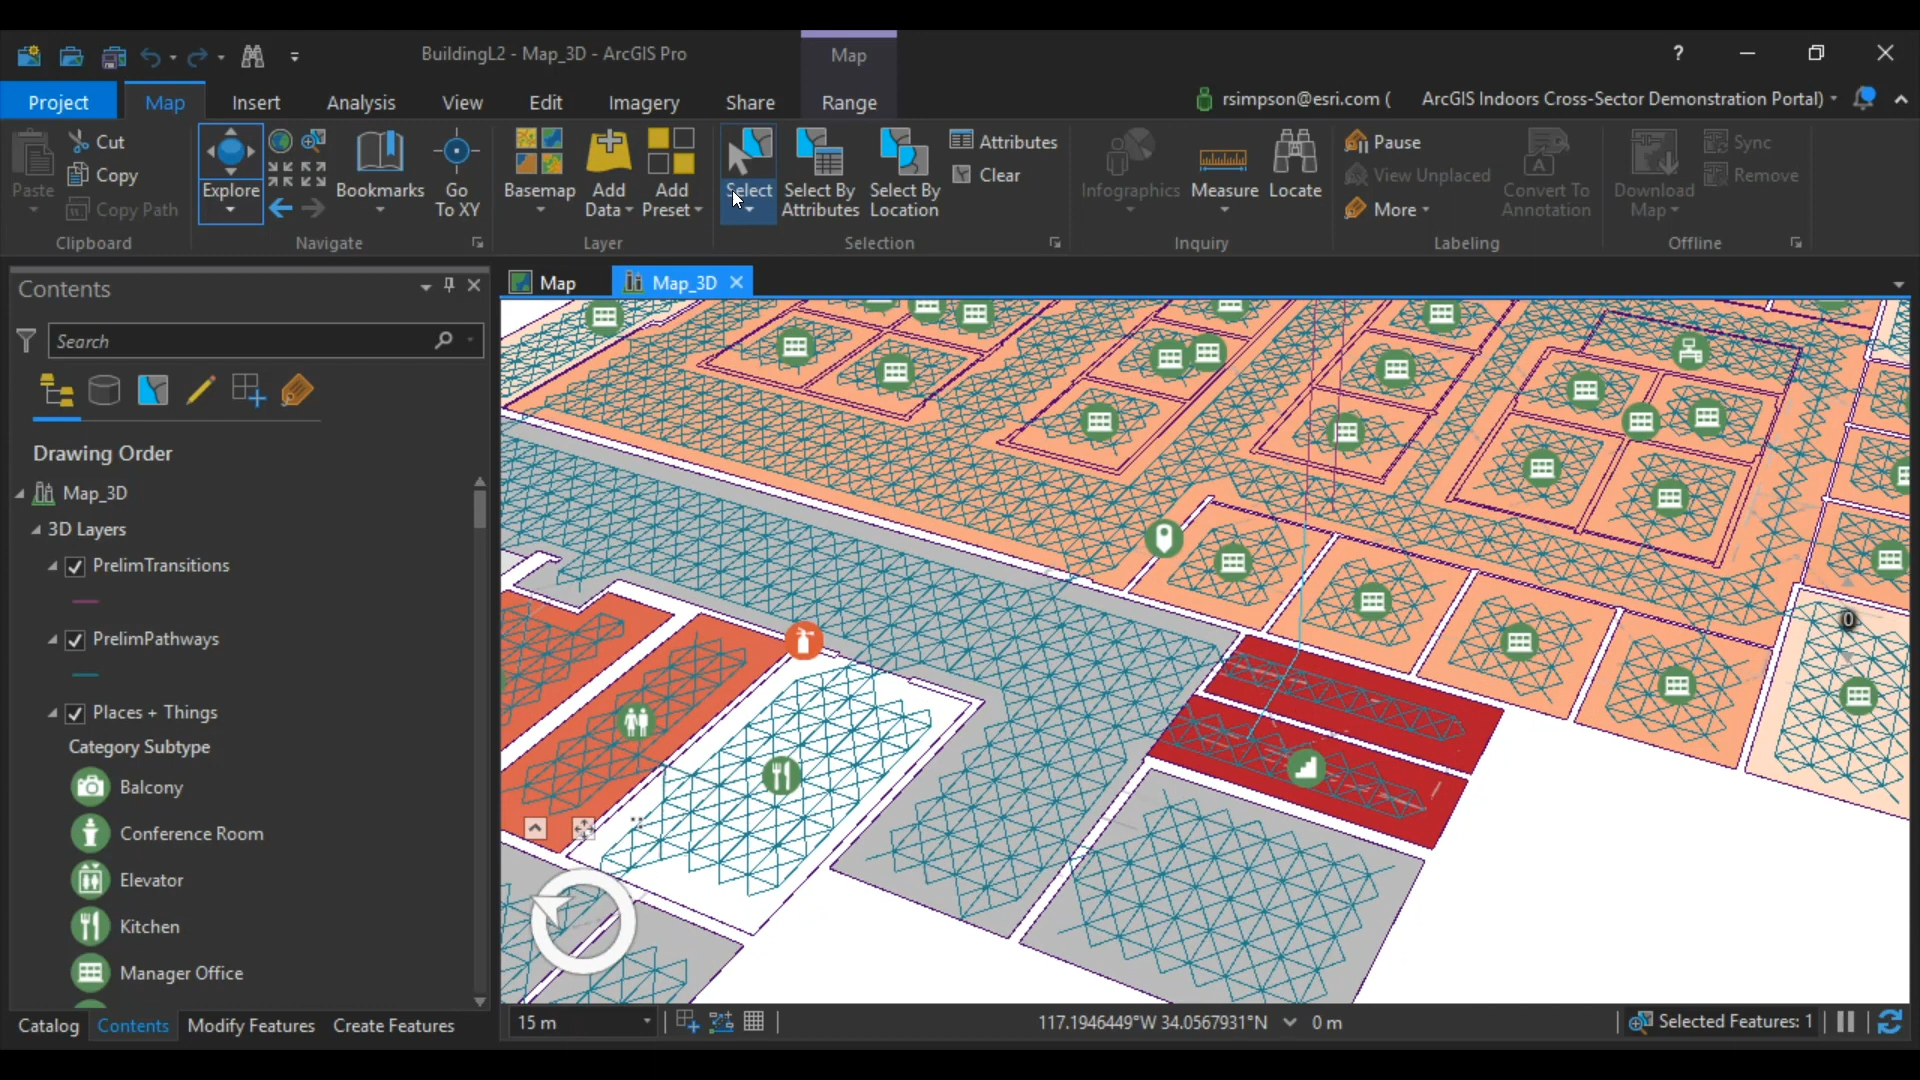 BuildingL2 - Map_3D - ArcGIS Pro
Map
?
Project
Map
Insert
Analysis
View
Edit
Imagery
Share
Range
rsimpson@esri.com (
ArcGIS Indoors Cross-Sector Demonstration Portal)
Paste
Cut
Copy
Copy Path
Clipboard
Explore
Bookmarks
Go To XY
Navigate
Basemap
Add Data
Add Preset
Layer
Select
Select By Attributes
Select By Location
Attributes
Clear
Selection
Infographics
Measure
Locate
Inquiry
Pause
View Unplaced
More
Convert To Annotation
Labeling
Download Map
Sync
Remove
Offline
Contents
Search
Drawing Order
Map_3D
3D Layers
PrelimTransitions
PrelimPathways
Places + Things
Category Subtype
Balcony
Conference Room
Elevator
Kitchen
Manager Office
Catalog
Contents
Modify Features
Create Features
Map
Map_3D
0
15 m
117.1946449°W 34.0567931°N
0 m
Selected Features: 1